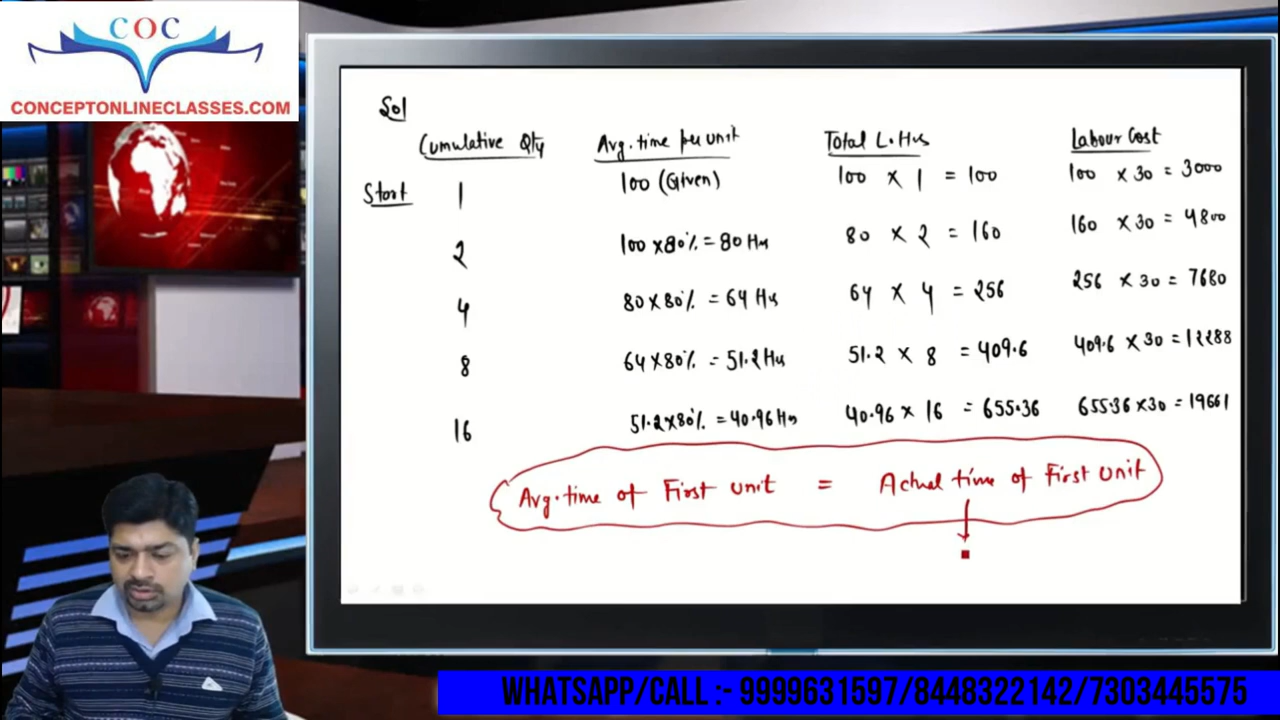 COC
CONCEPTONLINECLASSES.COM
Sol
Cumulative Qty Avg. time per unit Total L. Hrs Labour Cost
Start 1 100 (Given) 100 × 1 = 100 100 × 30 = 3000
2 100 × 80% = 80 Hrs 80 × 2 = 160 160 × 30 = 4800
4 80 × 80% = 64 Hrs 64 × 4 = 256 256 × 30 = 7680
8 64 × 80% = 51.2 Hrs 51.2 × 8 = 409.6 409.6 × 30 = 12288
16 51.2 × 80% = 40.96 Hrs 40.96 × 16 = 655.36 655.36 × 30 = 19661
Avg. time of First unit = Actual time of First unit
WHATSAPP/CALL :- 9999631597/8448322142/7303445575